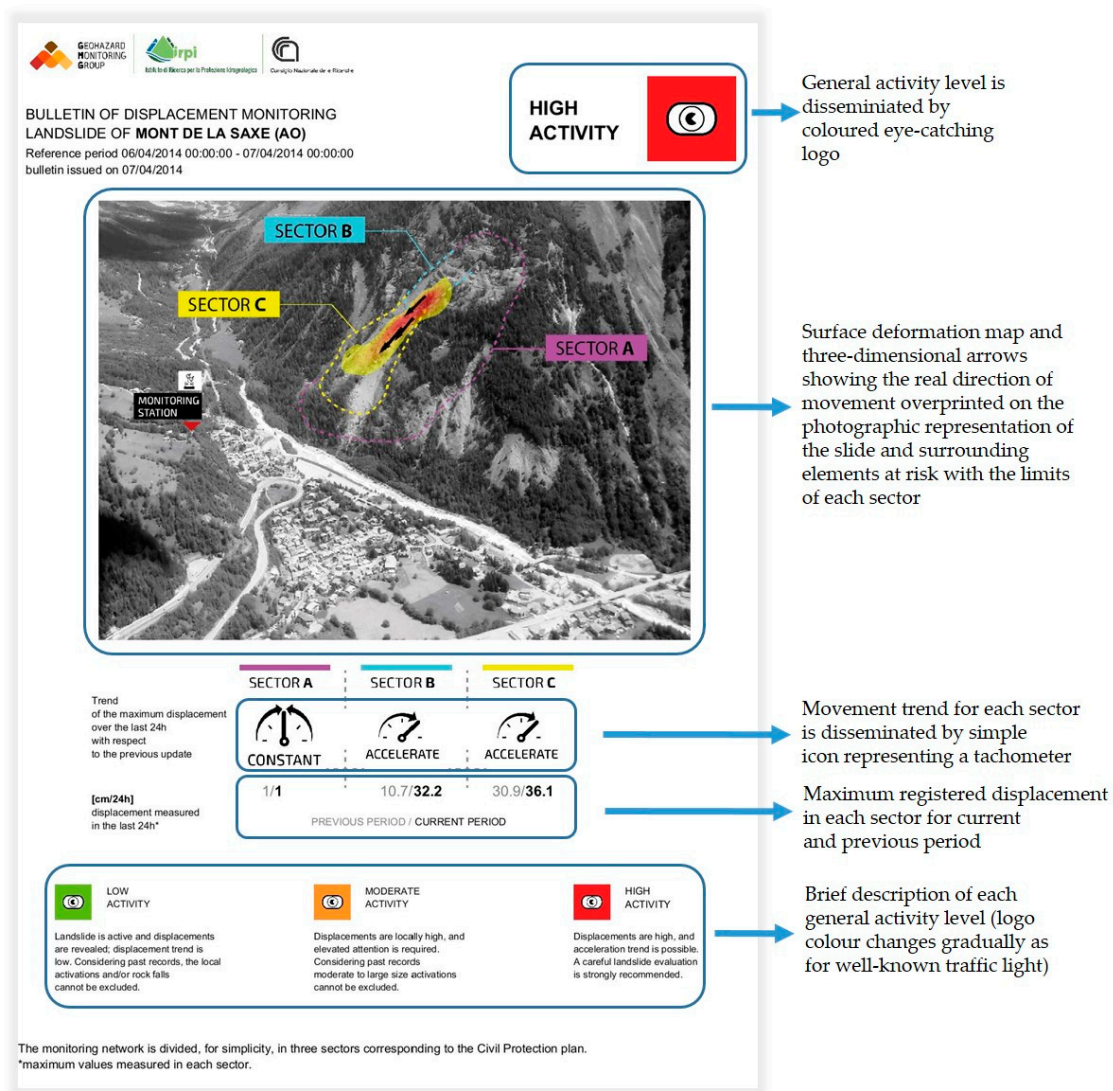 GEOHAZARD
MONITORING
GROUP
irpi
Istituto di Ricerca per la Protezione Idrogeologica
Consiglio Nazionale delle Ricerche
HIGH
ACTIVITY
General activity level is
disseminiated by
coloured eye-catching
logo
BULLETIN OF DISPLACEMENT MONITORING
LANDSLIDE OF MONT DE LA SAXE (AO)
Reference period 06/04/2014 00:00:00 - 07/04/2014 00:00:00
bulletin issued on 07/04/2014
SECTOR B
SECTOR C
SECTOR A
MONITORING
STATION
Surface deformation map and
three-dimensional arrows
showing the real direction of
movement overprinted on the
photographic representation of
the slide and surrounding
elements at risk with the limits
of each sector
SECTOR A
SECTOR B
SECTOR C
Trend
of the maximum displacement
over the last 24h
with respect
to the previous update
CONSTANT
ACCELERATE
ACCELERATE
Movement trend for each sector
is disseminated by simple
icon representing a tachometer
[cm/24h]
displacement measured
in the last 24h*
1/1
10.7/32.2
30.9/36.1
PREVIOUS PERIOD / CURRENT PERIOD
Maximum registered displacement
in each sector for current
and previous period
LOW
ACTIVITY
Landslide is active and displacements
are revealed; displacement trend is
low. Considering past records, the local
activations and/or rock falls
cannot be excluded.
MODERATE
ACTIVITY
Displacements are locally high, and
elevated attention is required.
Considering past records
moderate to large size activations
cannot be excluded.
HIGH
ACTIVITY
Displacements are high, and
acceleration trend is possible.
A careful landslide evaluation
is strongly recommended.
Brief description of each
general activity level (logo
colour changes gradually as
for well-known traffic light)
The monitoring network is divided, for simplicity, in three sectors corresponding to the Civil Protection plan.
*maximum values measured in each sector.